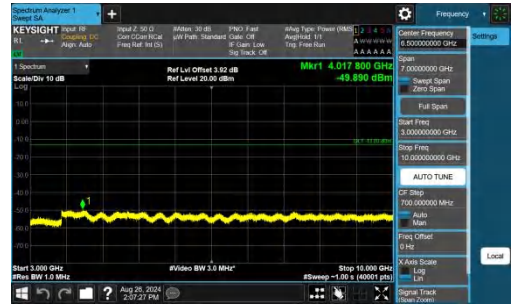 Spectrum Analyzer 1
Swept SA
Frequency
KEYSIGHT Input: RF
Coupling: DC
Align: Auto
Input Z: 50 Ω
Corr CCorr RCal
Freq Ref: Int (S)
#Atten: 30 dB
µW Path: Standard
PNO: Fast
Gate: Off
IF Gain: Low
Sig Track: Off
#Avg Type: Power (RMS)
Avg|Hold: 1/1
Trig: Free Run
1 2 3 4 5 6
A W W W W W
A A A A A A
1 Spectrum
Scale/Div 10 dB
Log
Ref Lvl Offset 3.92 dB
Ref Level 20.00 dBm
Mkr1 4.017 800 GHz
-49.890 dBm
10.0
0.00
-10.0
-20.0
-30.0
-40.0
-50.0
-60.0
-70.0
1
Start 3.000 GHz
#Res BW 1.0 MHz
#Video BW 3.0 MHz*
Stop 10.000 GHz
#Sweep ~1.00 s (40001 pts)
Aug 26, 2024
2:07:27 PM
Center Frequency
6.500000000 GHz
Settings
Span
7.00000000 GHz
Swept Span
Zero Span
Full Span
Start Freq
3.000000000 GHz
Stop Freq
10.000000000 GHz
AUTO TUNE
CF Step
700.000000 MHz
Auto
Man
Freq Offset
0 Hz
X Axis Scale
Log
Lin
Local
Signal Track
(Span Zoom)